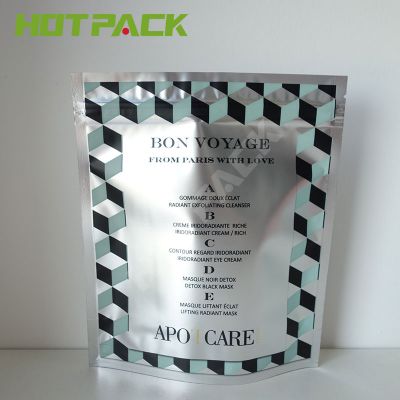 HOTPACK
BON VOYAGE
FROM PARIS WITH LOVE
A
GOMMAGE DOUX ÉCLAT
RADIANT EXFOLIATING CLEANSER
B
CRÈME IRIDORADIANTE RICHE
IRIDORADIANT CREAM / RICH
C
CONTOUR REGARD IRIDORADIANT
IRIDORADIANT EYE CREAM
D
MASQUE NOIR DETOX
DETOX BLACK MASK
E
MASQUE LIFTANT ÉCLAT
LIFTING RADIANT MASK
APO | CARE